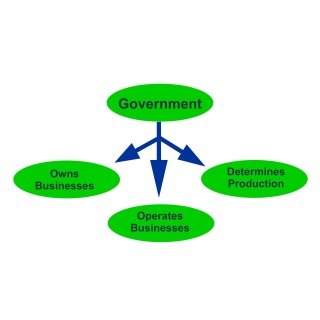 Government
Owns
Businesses
Operates
Businesses
Determines
Production